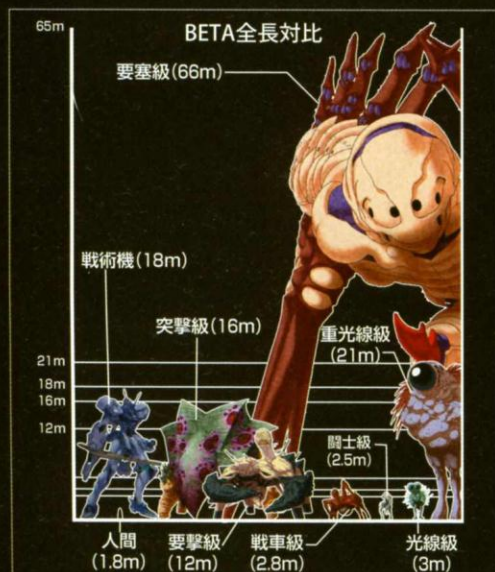 65m
BETA全長対比
要塞級(66m)
戦術機(18m)
突撃級(16m)
重光線級
(21m)
21m
18m
16m
12m
闘士級
(2.5m)
人間
(1.8m)
要撃級
(12m)
戦車級
(2.8m)
光線級
(3m)